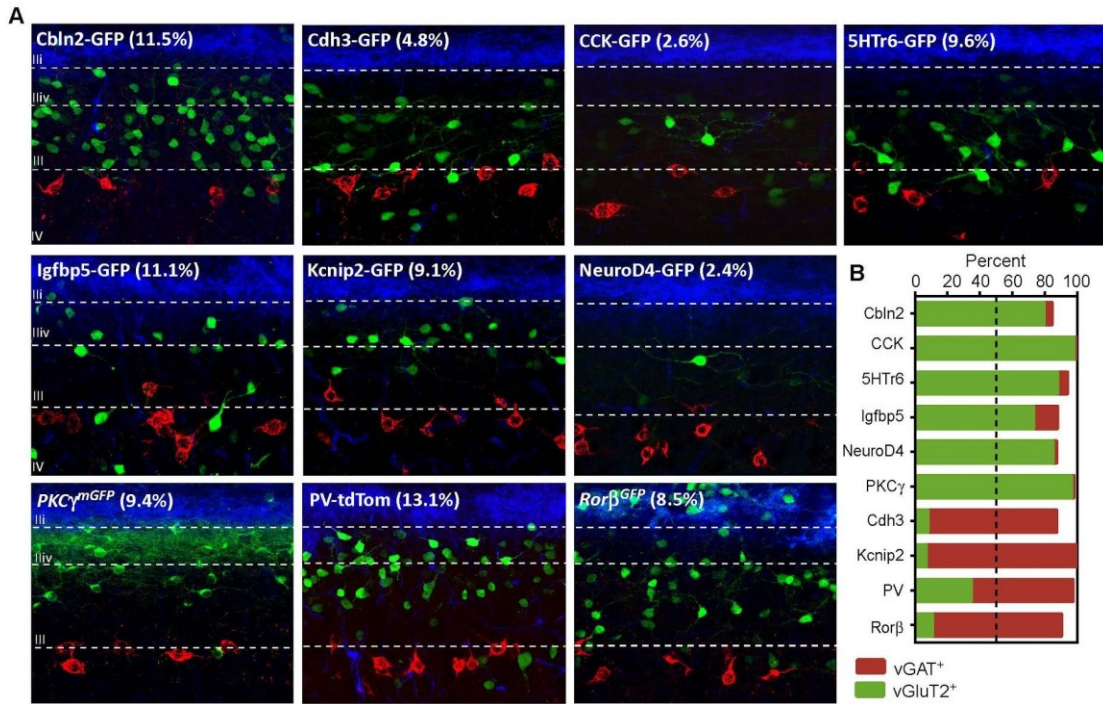 A
Cbln2-GFP (11.5%)
Cdh3-GFP (4.8%)
CCK-GFP (2.6%)
5HTr6-GFP (9.6%)
IIi
IIiv
III
IV
Igfbp5-GFP (11.1%)
Kcnip2-GFP (9.1%)
NeuroD4-GFP (2.4%)
IIi
IIiv
III
IV
PKCγmGFP (9.4%)
PV-tdTom (13.1%)
RorβGFP (8.5%)
IIi
IIiv
III
B
Percent
0 20 40 60 80 100
Cbln2
CCK
5HTr6
Igfbp5
NeuroD4
PKCγ
Cdh3
Kcnip2
PV
Rorβ
vGAT+
vGluT2+